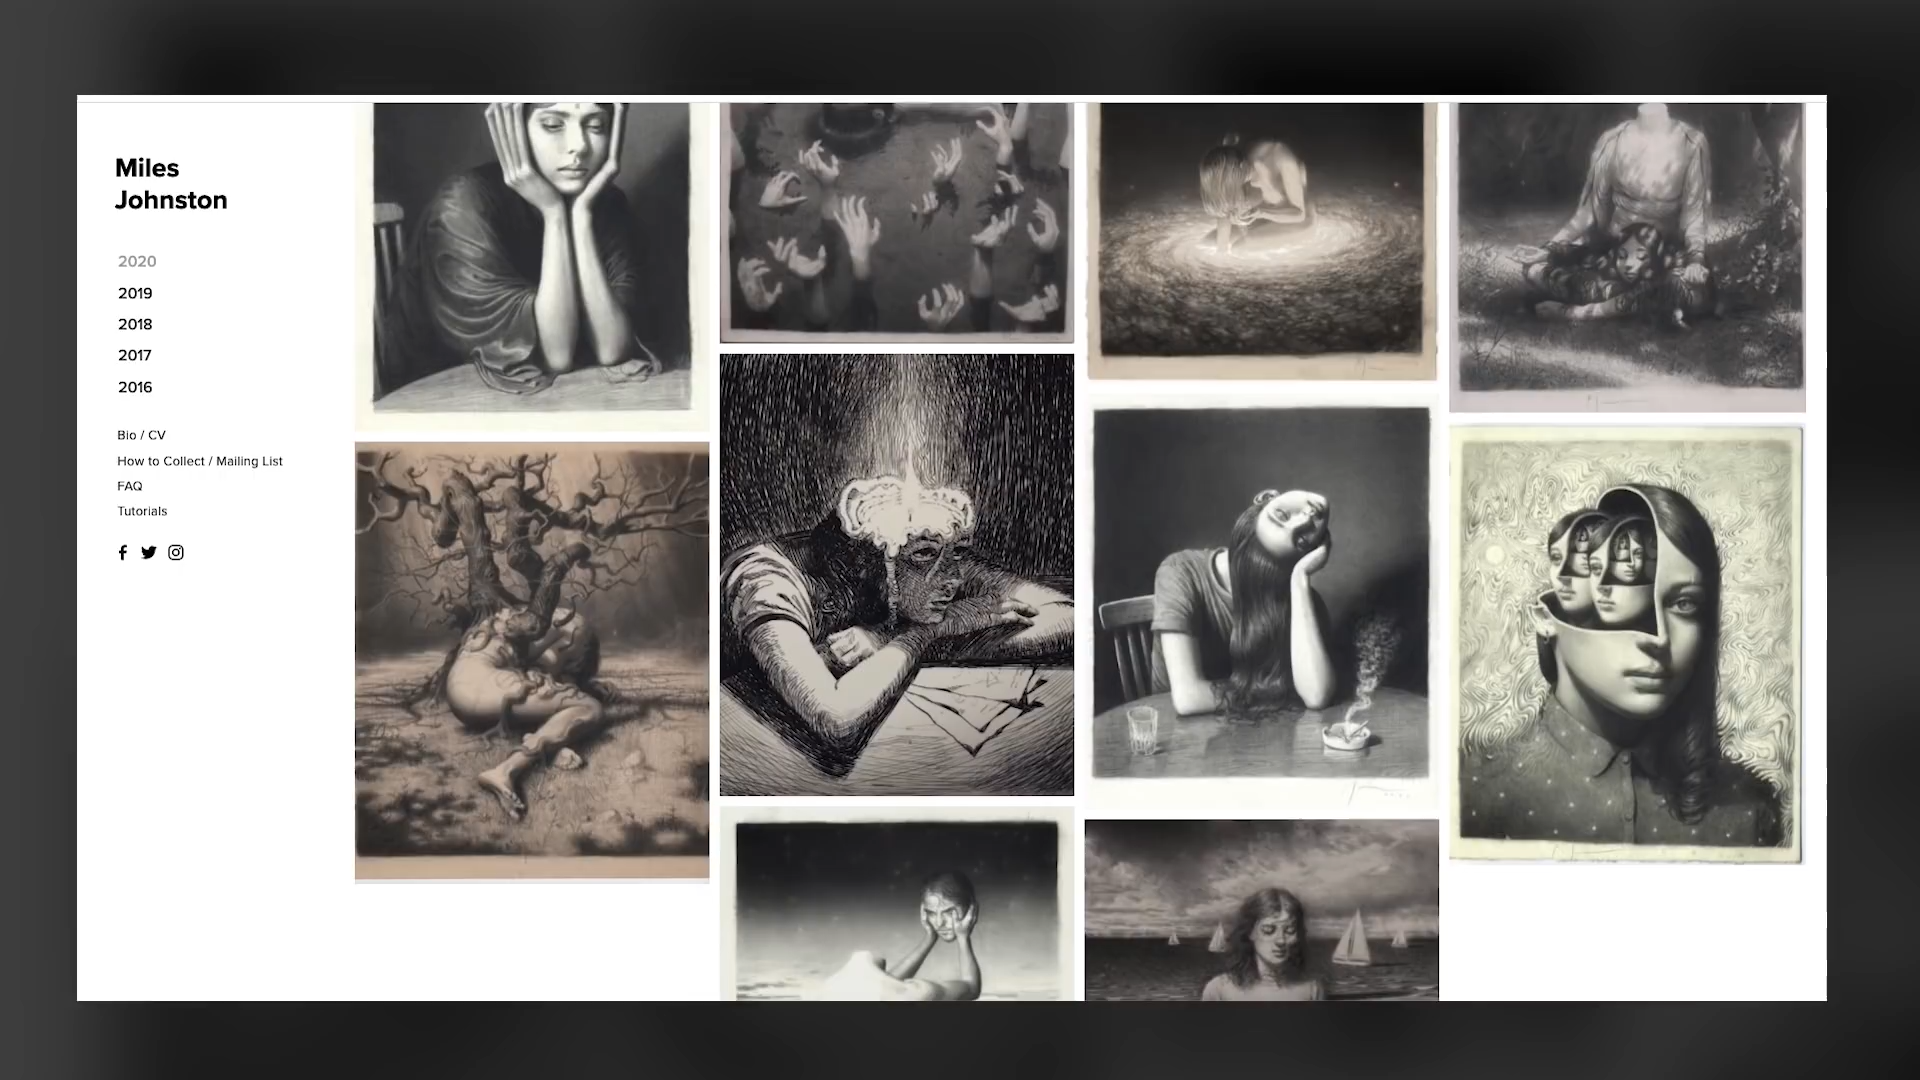 Miles
Johnston
2020
2019
2018
2017
2016
Bio / CV
How to Collect / Mailing List
FAQ
Tutorials